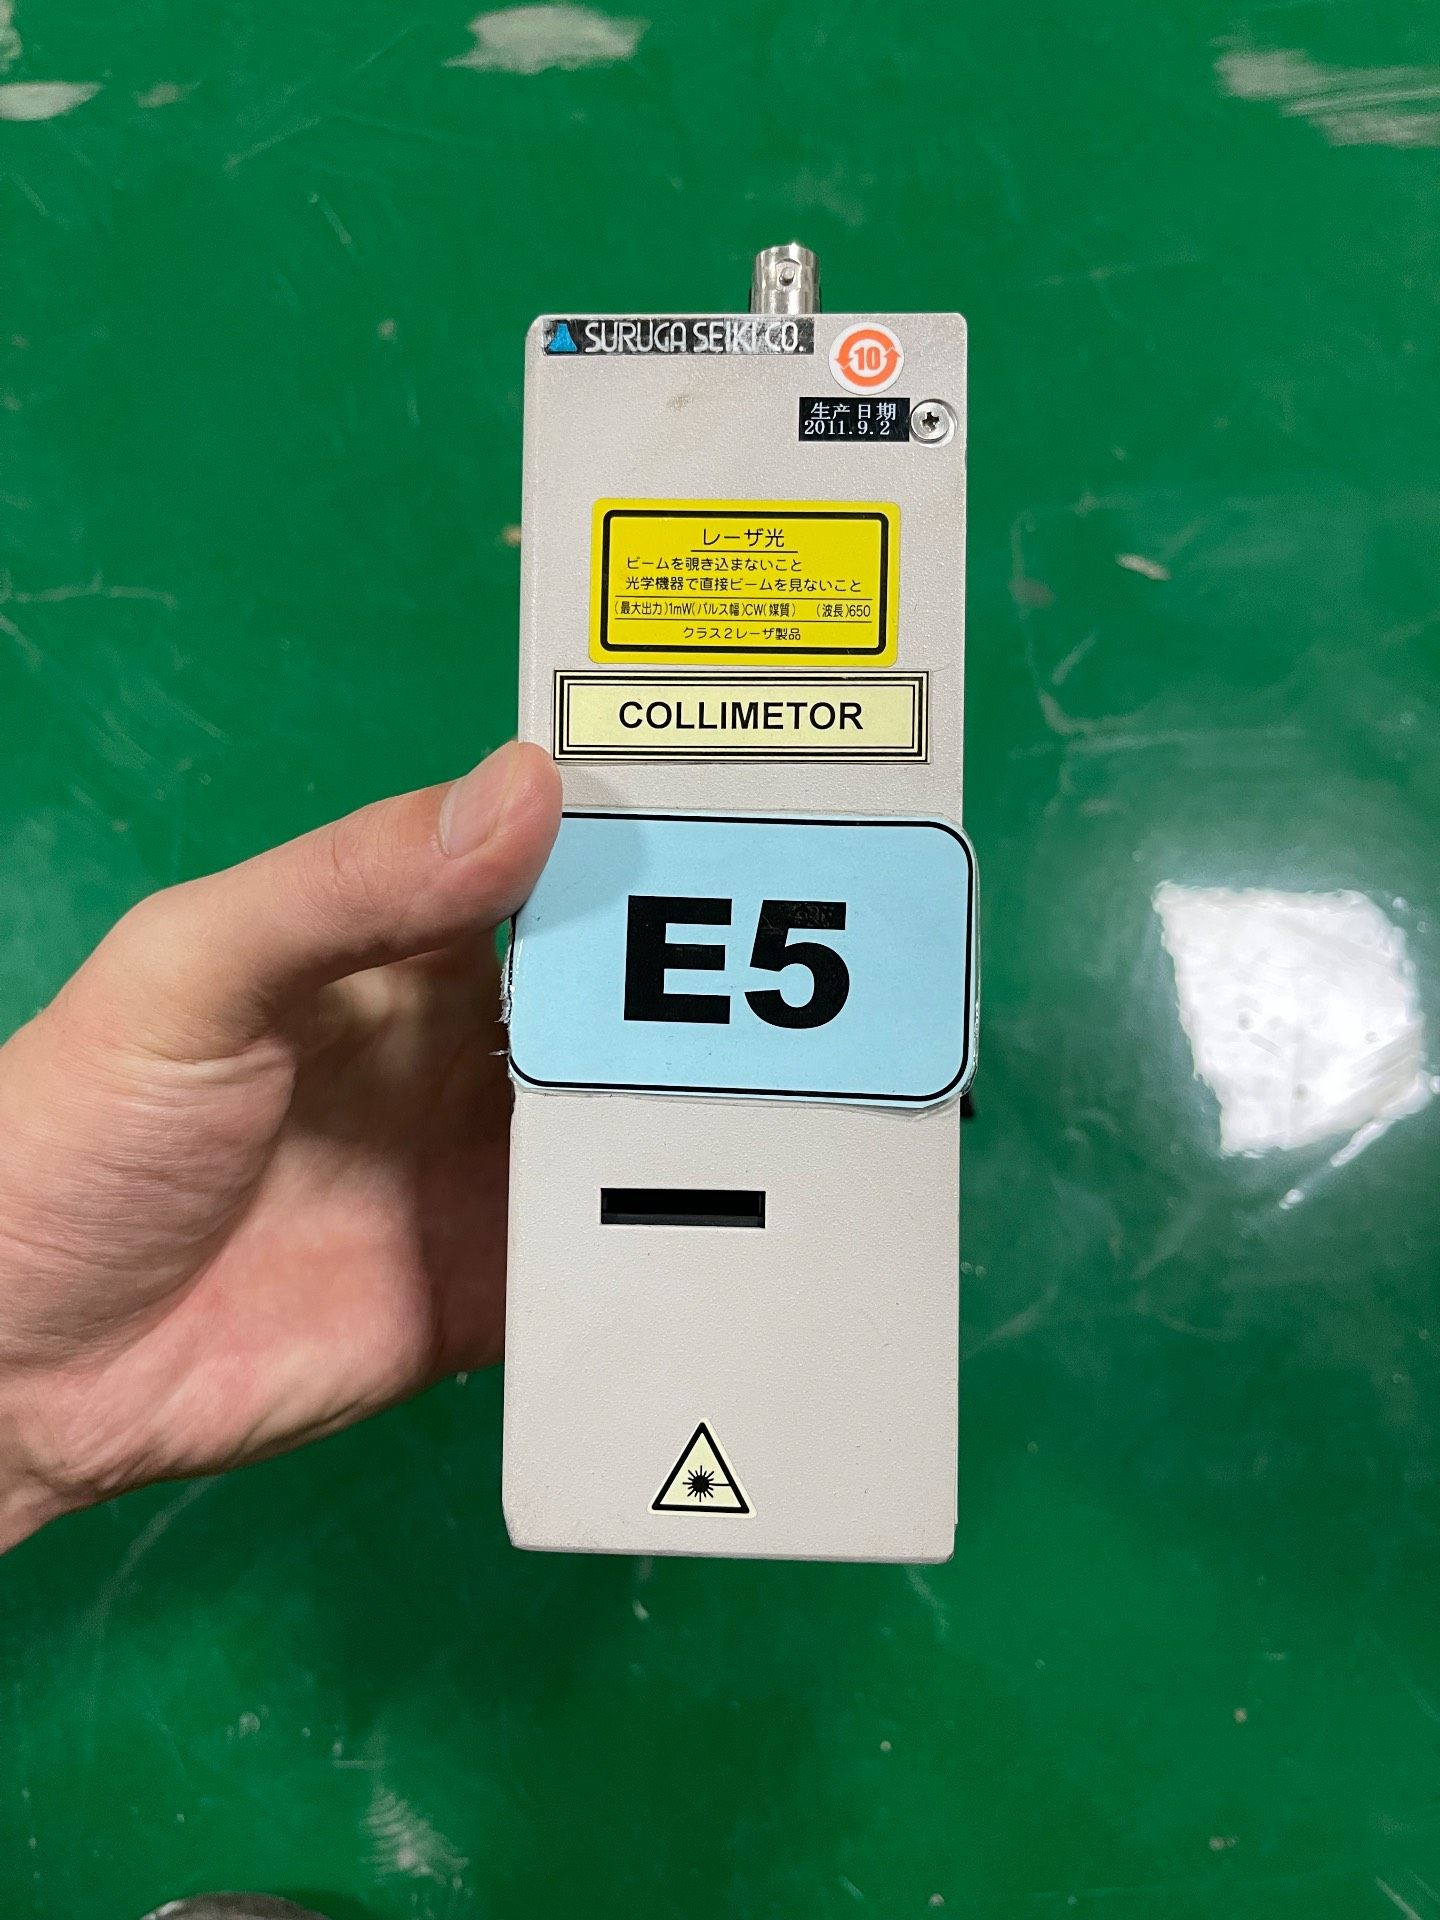 SURUGA SEIKI CO.
10
生产日期
2011.9.2
レーザ光
ビームを覗き込まないこと
光学機器で直接ビームを見ないこと
(最大出力)1mW(パルス幅)CW(媒質) (波長)650
クラス2レーザ製品
COLLIMETOR
E5